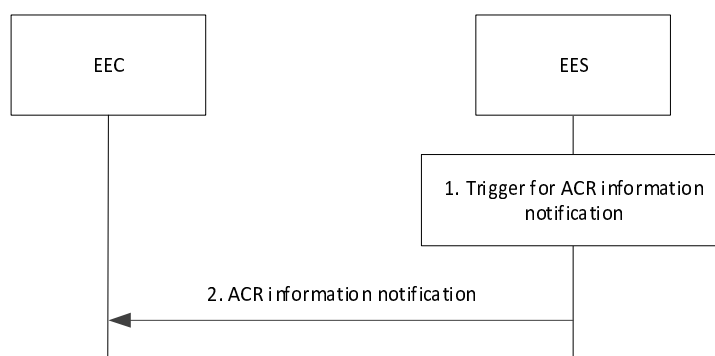 EEC
EES
1. Trigger for ACR information
notification
2. ACR information notification